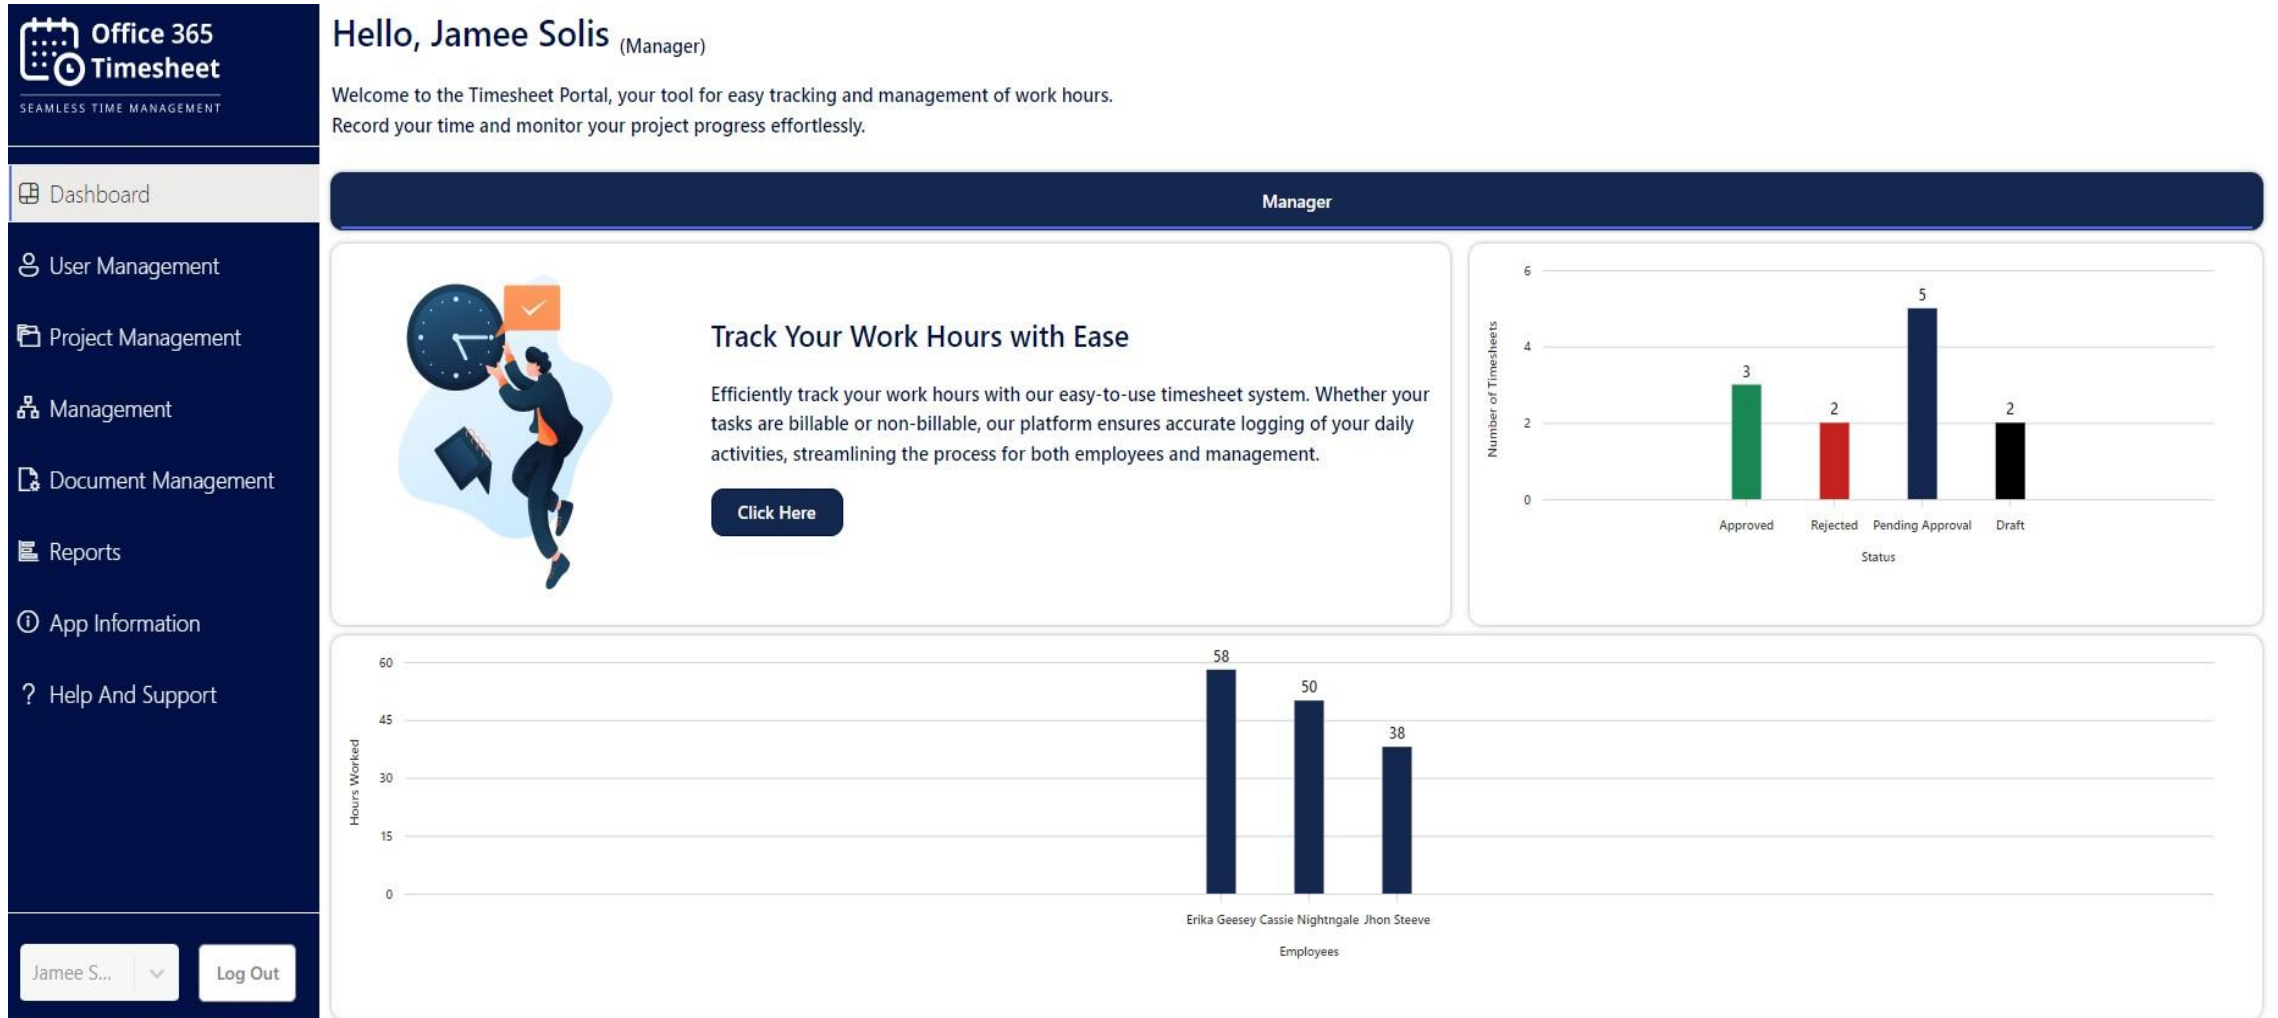 Office 365
Timesheet
SEAMLESS TIME MANAGEMENT
Dashboard
User Management
Project Management
Management
Document Management
Reports
App Information
? Help And Support
Jamee S...
Log Out
Hello, Jamee Solis (Manager)
Welcome to the Timesheet Portal, your tool for easy tracking and management of work hours.
Record your time and monitor your project progress effortlessly.
Manager
Track Your Work Hours with Ease
Efficiently track your work hours with our easy-to-use timesheet system. Whether your
tasks are billable or non-billable, our platform ensures accurate logging of your daily
activities, streamlining the process for both employees and management.
Click Here
Number of Timesheets
6
4
2
0
3
2
5
2
Approved Rejected Pending Approval Draft
Status
Hours Worked
60
45
30
15
0
58
50
38
Erika Geesey Cassie Nightngale Jhon Steeve
Employees